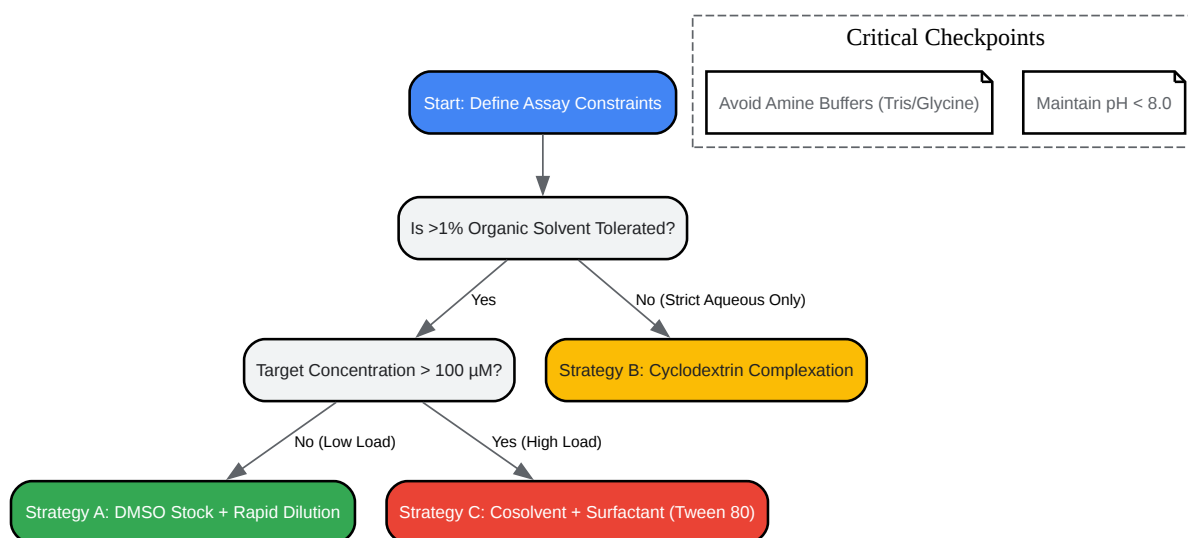 Critical Checkpoints
Start: Define Assay Constraints
Avoid Amine Buffers (Tris/Glycine)
Maintain pH < 8.0
Is >1% Organic Solvent Tolerated?
Yes
No (Strict Aqueous Only)
Target Concentration > 100 µM?
Strategy B: Cyclodextrin Complexation
No (Low Load)
Yes (High Load)
Strategy A: DMSO Stock + Rapid Dilution
Strategy C: Cosolvent + Surfactant (Tween 80)